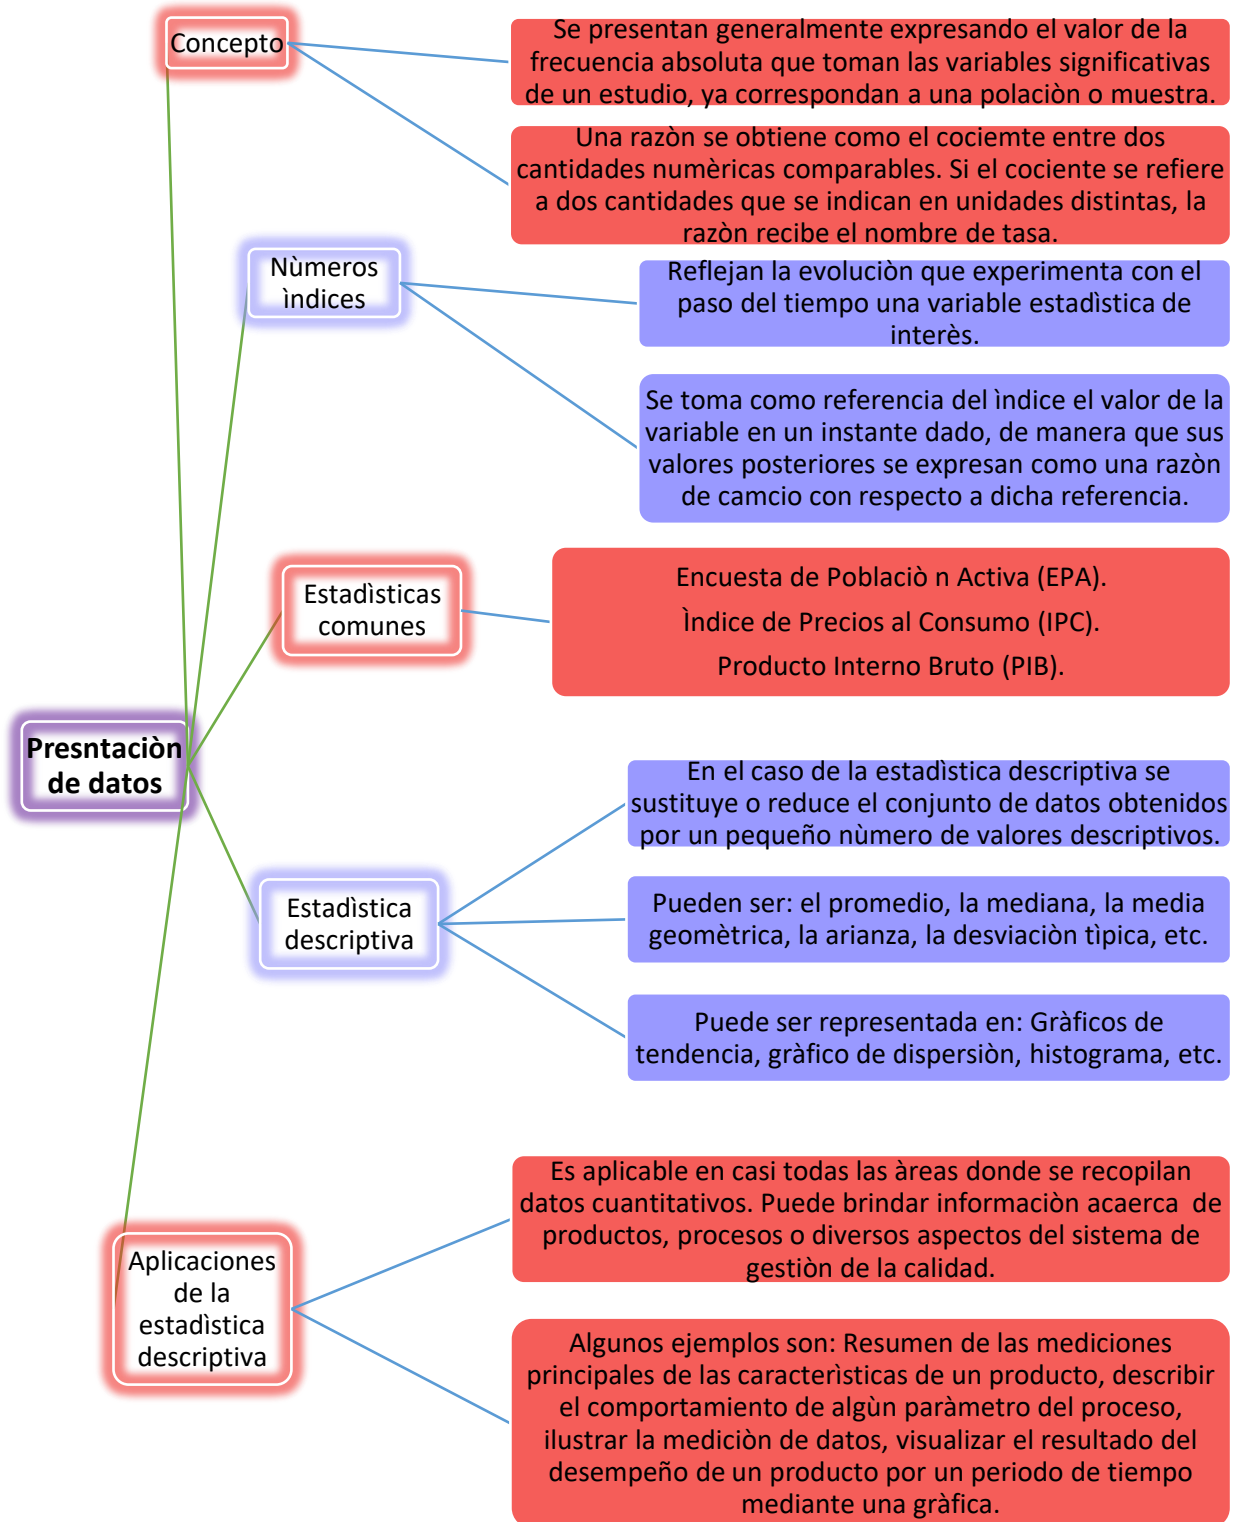 Concepto
Se presentan generalmente expresando el valor de la
frecuencia absoluta que toman las variables significativas
de un estudio, ya correspondan a una polaciòn o muestra.
Una razòn se obtiene como el cociemte entre dos
cantidades numèricas comparables. Si el cociente se refiere
a dos cantidades que se indican en unidades distintas, la
razòn recibe el nombre de tasa.
Nùmeros
ìndices
Reflejan la evoluciòn que experimenta con el
paso del tiempo una variable estadìstica de
interès.
Se toma como referencia del ìndice el valor de la
variable en un instante dado, de manera que sus
valores posteriores se expresan como una razòn
de camcio con respecto a dicha referencia.
Estadìsticas
comunes
Encuesta de Poblaciò n Activa (EPA).
Ìndice de Precios al Consumo (IPC).
Producto Interno Bruto (PIB).
Presntaciòn
de datos
Estadìstica
descriptiva
En el caso de la estadìstica descriptiva se
sustituye o reduce el conjunto de datos obtenidos
por un pequeño nùmero de valores descriptivos.
Pueden ser: el promedio, la mediana, la media
geomètrica, la arianza, la desviaciòn tìpica, etc.
Puede ser representada en: Gràficos de
tendencia, gràfico de dispersiòn, histograma, etc.
Aplicaciones
de la
estadìstica
descriptiva
Es aplicable en casi todas las àreas donde se recopilan
datos cuantitativos. Puede brindar informaciòn acaerca  de
productos, procesos o diversos aspectos del sistema de
gestiòn de la calidad.
Algunos ejemplos son: Resumen de las mediciones
principales de las caracterìsticas de un producto, describir
el comportamiento de algùn paràmetro del proceso,
ilustrar la mediciòn de datos, visualizar el resultado del
desempeño de un producto por un periodo de tiempo
mediante una gràfica.